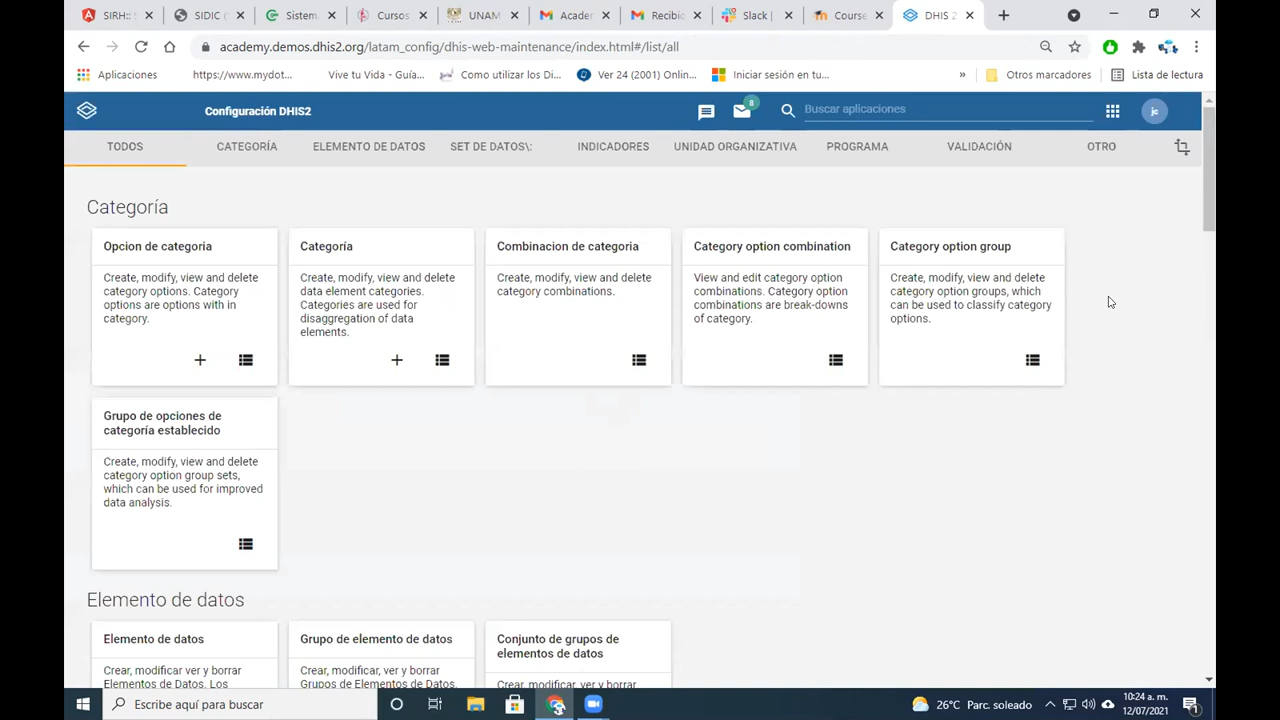 SIRH:: S
SIDIC (
Sistem
Cursos
UNAM
Acader
Recibio
Slack |
Course
DHIS 2
academy.demos.dhis2.org/latam_config/dhis-web-maintenance/index.html#/list/all
Aplicaciones
https://www.mydot...
Vive tu Vida - Guía...
Como utilizar los Di...
Ver 24 (2001) Onlin...
Iniciar sesión en tu...
»
Otros marcadores
Lista de lectura
Configuración DHIS2
8
Buscar aplicaciones
jc
TODOS
CATEGORÍA
ELEMENTO DE DATOS
SET DE DATOS\:
INDICADORES
UNIDAD ORGANIZATIVA
PROGRAMA
VALIDACIÓN
OTRO
Categoría
Opcion de categoria
Create, modify, view and delete
category options. Category
options are options with in
category.
Categoría
Create, modify, view and delete
data element categories.
Categories are used for
disaggregation of data
elements.
Combinacion de categoria
Create, modify, view and delete
category combinations.
Category option combination
View and edit category option
combinations. Category option
combinations are break-downs
of category.
Category option group
Create, modify, view and delete
category option groups, which
can be used to classify category
options.
Grupo de opciones de
categoría establecido
Create, modify, view and delete
category option group sets,
which can be used for improved
data analysis.
Elemento de datos
Elemento de datos
Crear, modificar ver y borrar
Elementos de Datos. Los
Grupo de elemento de datos
Crear, modificar, ver y borrar
Grupos de Elementos de Datos.
Conjunto de grupos de
elementos de datos
Crear, modificar, ver y borrar
Escribe aquí para buscar
26°C Parc. soleado
10:24 a. m.
12/07/2021
1